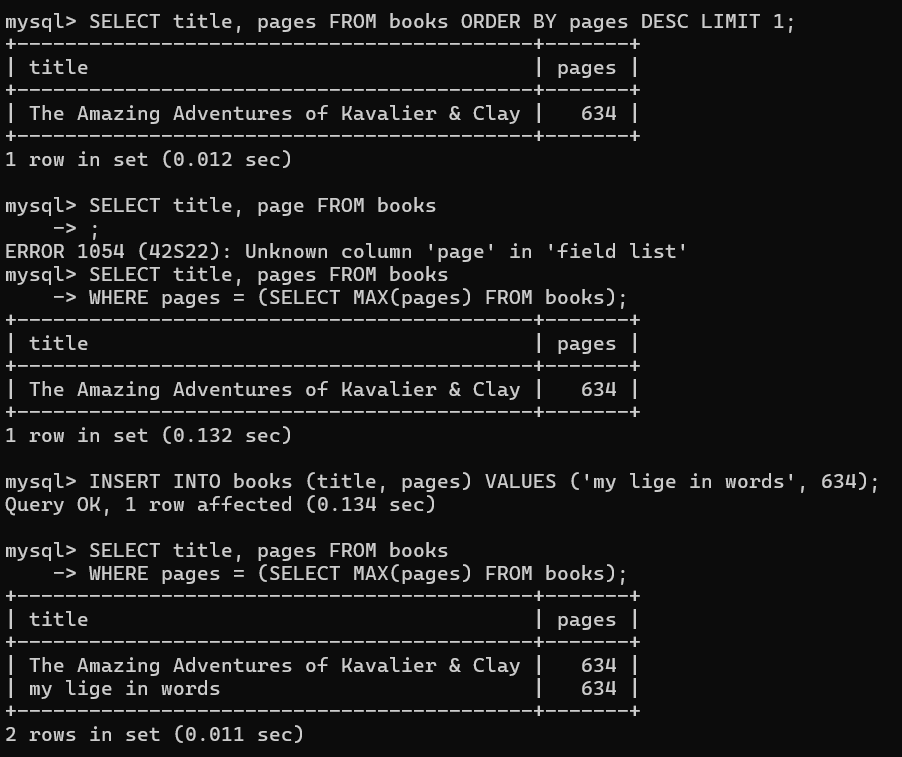 mysql> SELECT title, pages FROM books ORDER BY pages DESC LIMIT 1;
+------------------------------------------+-------+
| title                                    | pages |
+------------------------------------------+-------+
| The Amazing Adventures of Kavalier & Clay |   634 |
+------------------------------------------+-------+
1 row in set (0.012 sec)

mysql> SELECT title, page FROM books
    -> ;
ERROR 1054 (42S22): Unknown column 'page' in 'field list'
mysql> SELECT title, pages FROM books
    -> WHERE pages = (SELECT MAX(pages) FROM books);
+-------------------------------------------+-------+
| title                                     | pages |
+-------------------------------------------+-------+
| The Amazing Adventures of Kavalier & Clay |   634 |
+-------------------------------------------+-------+
1 row in set (0.132 sec)

mysql> INSERT INTO books (title, pages) VALUES ('my lige in words', 634);
Query OK, 1 row affected (0.134 sec)

mysql> SELECT title, pages FROM books
    -> WHERE pages = (SELECT MAX(pages) FROM books);
+-------------------------------------------+-------+
| title                                     | pages |
+-------------------------------------------+-------+
| The Amazing Adventures of Kavalier & Clay |   634 |
| my lige in words                          |   634 |
+-------------------------------------------+-------+
2 rows in set (0.011 sec)